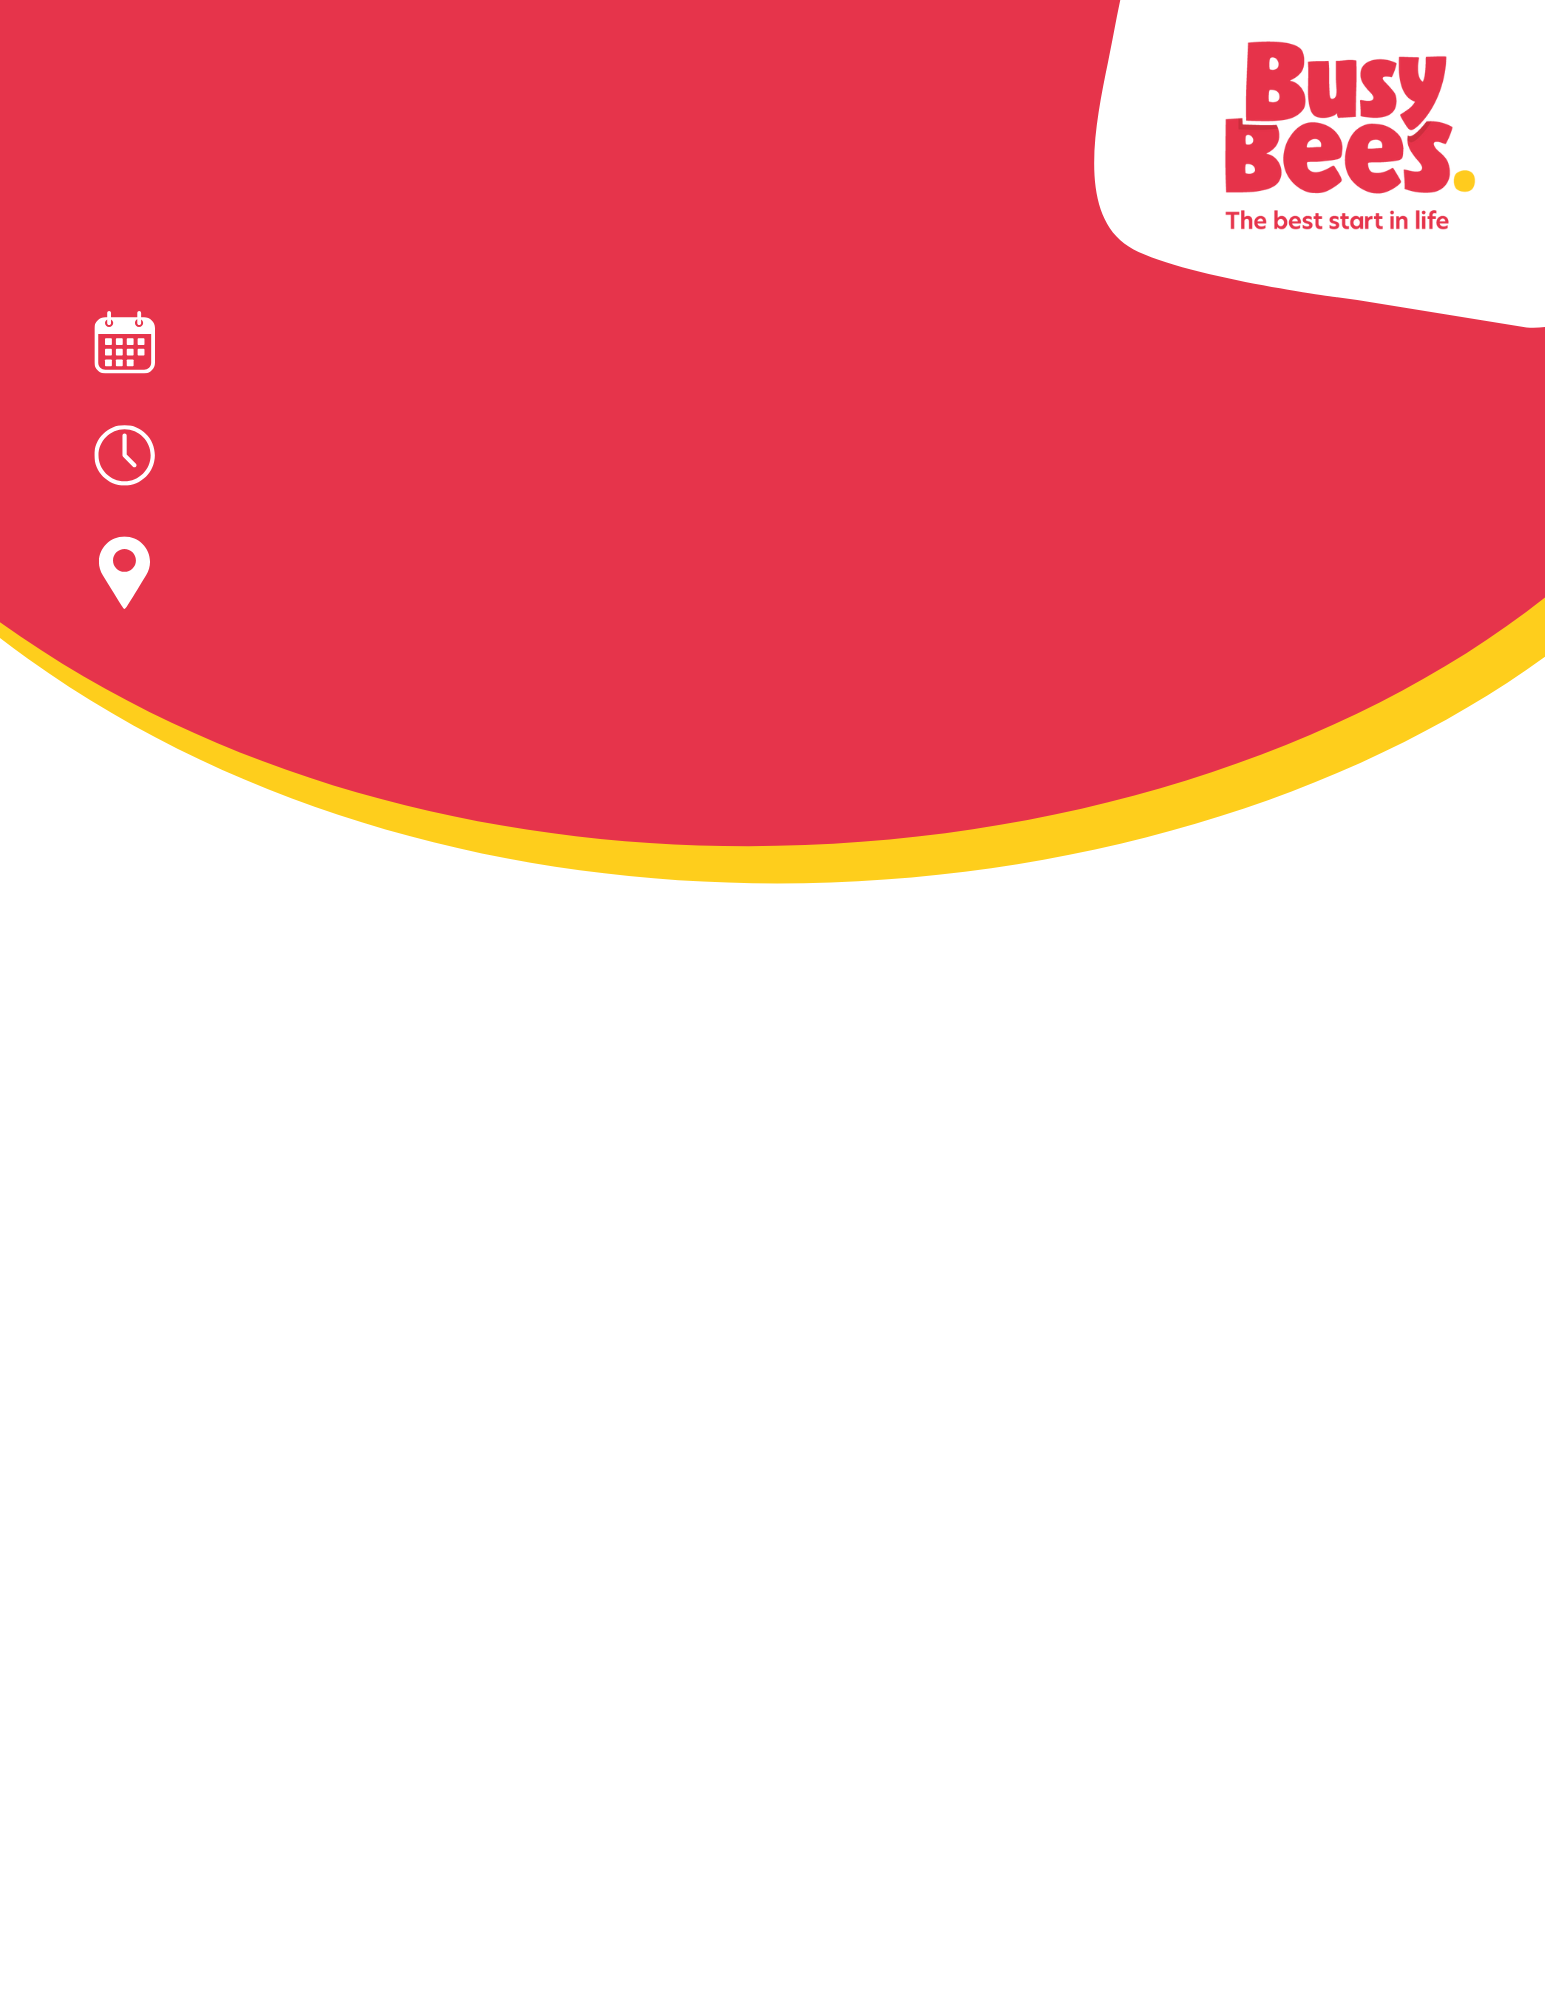 Busy
Bees.
The best start in life